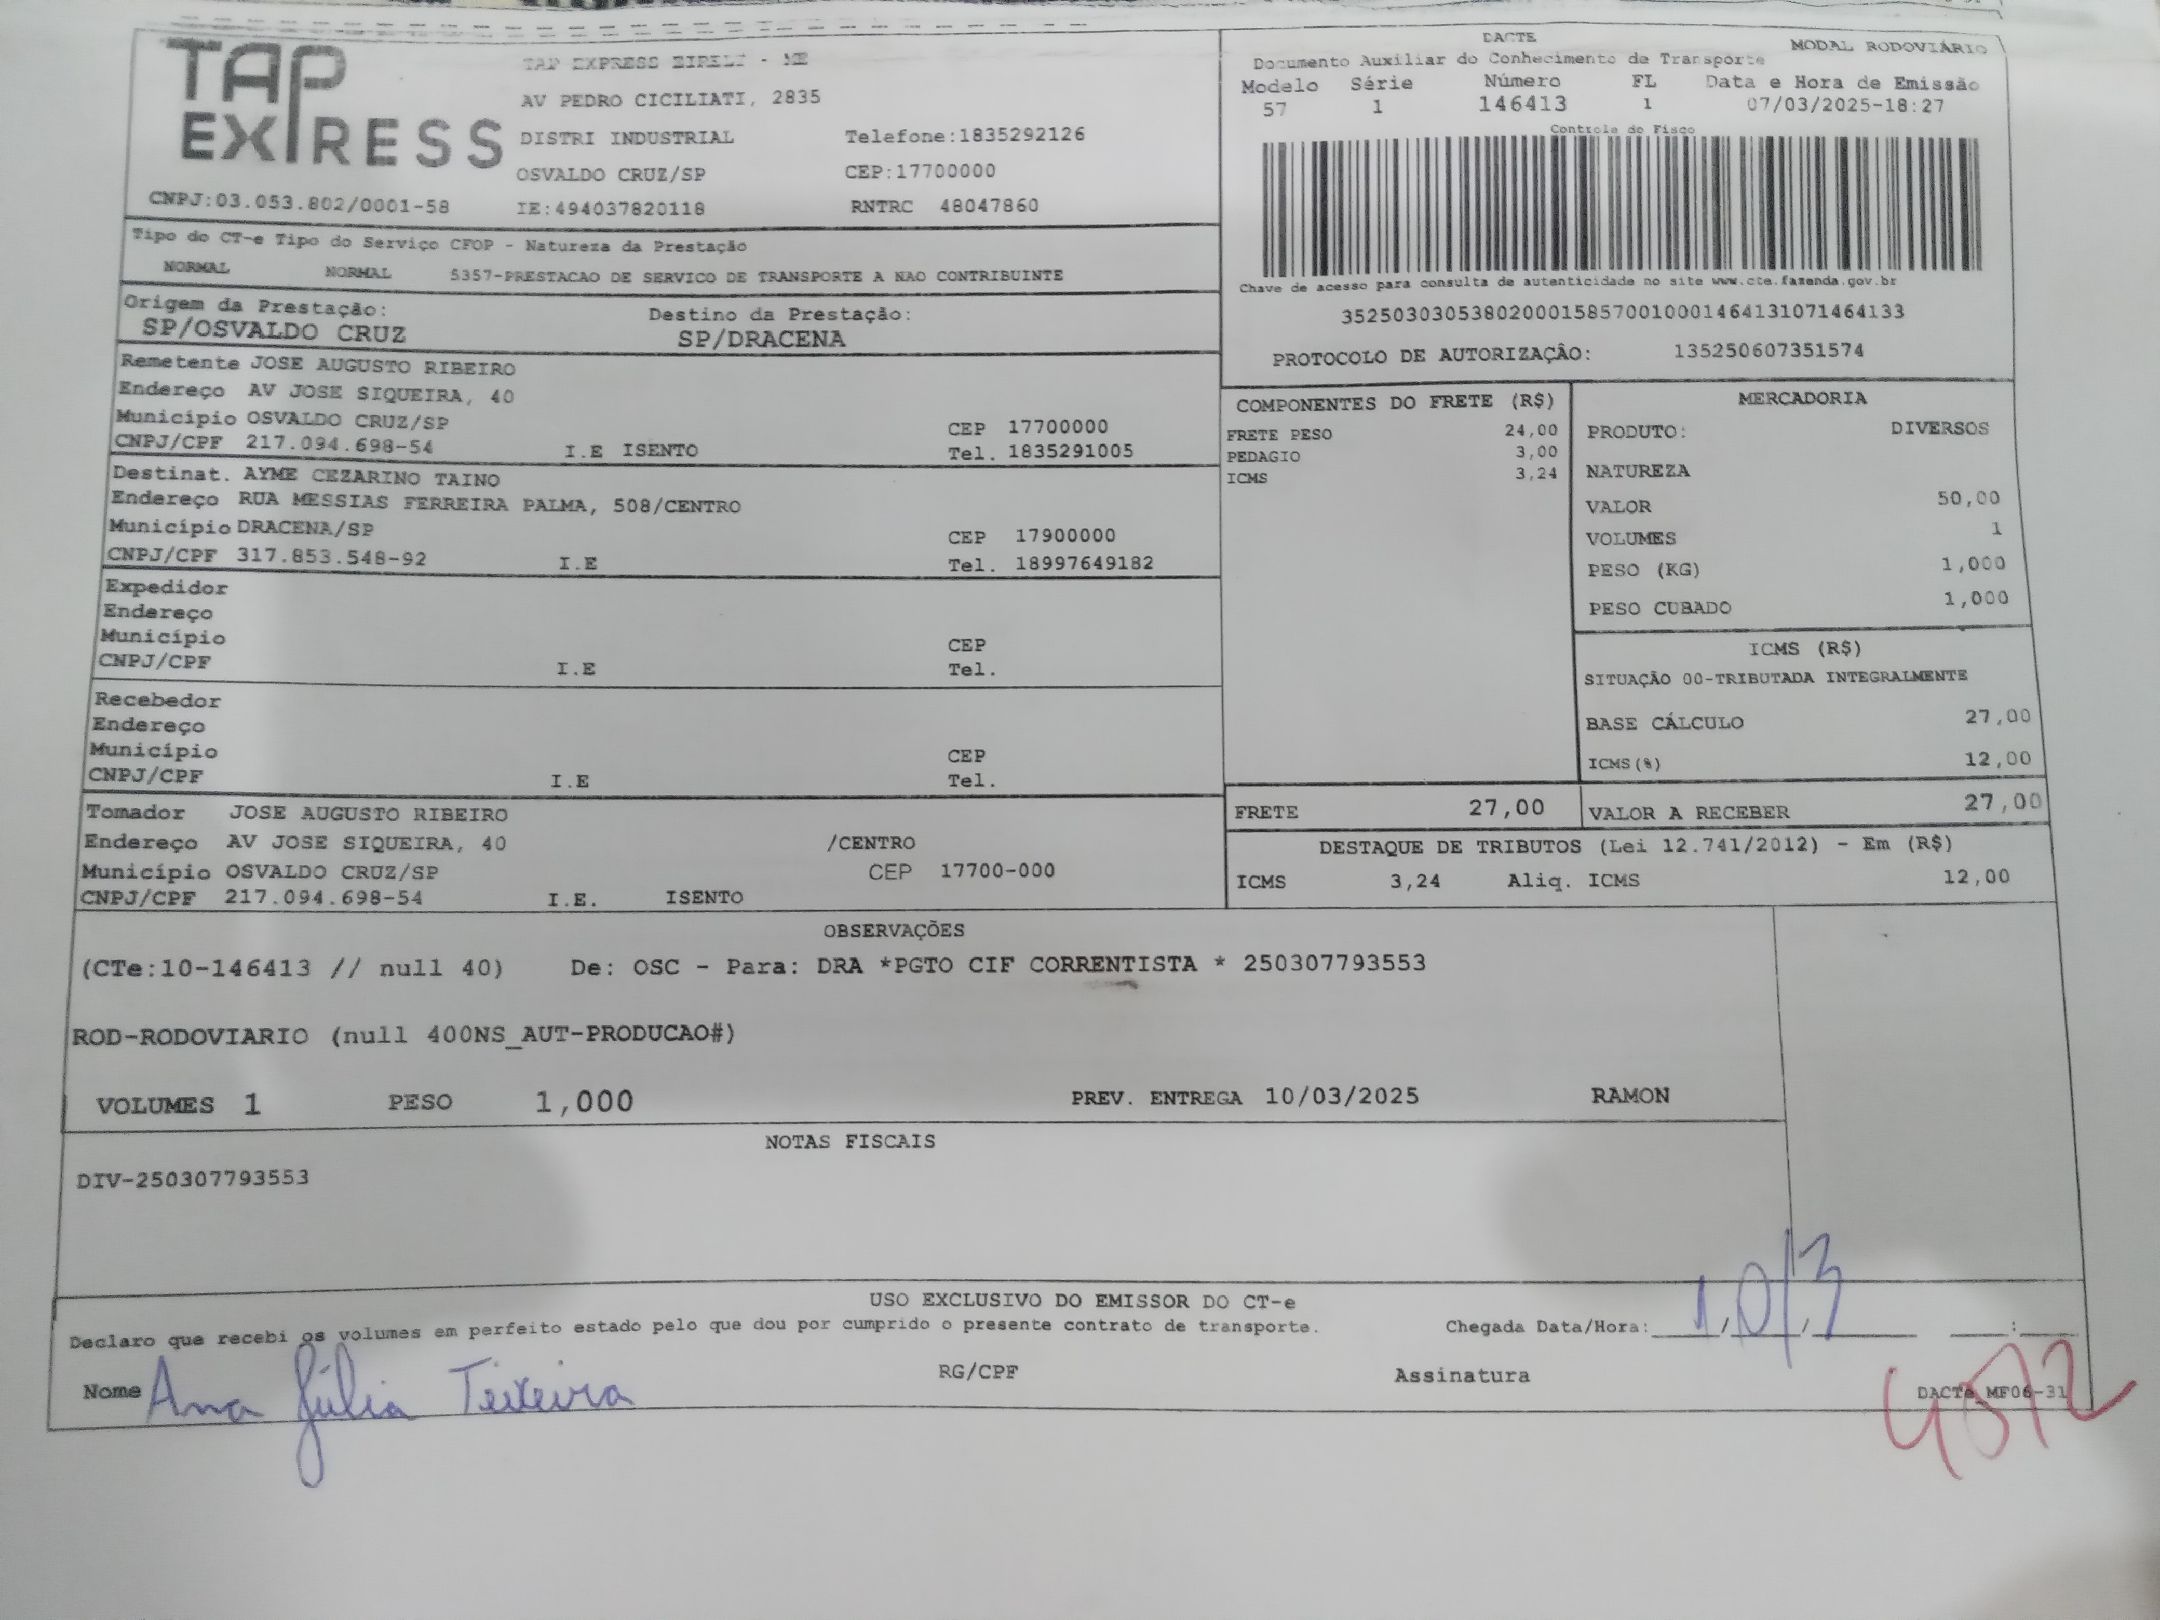 TAP EXPRESS
TAP EXPRESS EIRELI - ME
AV PEDRO CICILIATI, 2835
DISTRI INDUSTRIAL Telefone:1835292126
OSVALDO CRUZ/SP CEP:17700000
CNPJ:03.053.802/0001-58 IE:494037820118 RNTRC 48047860
DACTE
Documento Auxiliar do Conhecimento de Transporte MODAL RODOVIÁRIO
Modelo Série Número FL Data e Hora de Emissão
57 1 146413 1 07/03/2025-18:27
Controle do Fisco
Chave de acesso para consulta de autenticidade no site www.cte.fazenda.gov.br
35250303053802000158570010001464131071464133
PROTOCOLO DE AUTORIZAÇÃO: 135250607351574
Tipo do CT-e Tipo do Serviço CFOP - Natureza da Prestação
NORMAL NORMAL 5357-PRESTACAO DE SERVICO DE TRANSPORTE A NAO CONTRIBUINTE
Origem da Prestação: Destino da Prestação:
SP/OSVALDO CRUZ SP/DRACENA
Remetente JOSE AUGUSTO RIBEIRO
Endereço AV JOSE SIQUEIRA, 40
Município OSVALDO CRUZ/SP CEP 17700000
CNPJ/CPF 217.094.698-54 I.E ISENTO Tel. 1835291005
Destinat. AYME CEZARINO TAINO
Endereço RUA MESSIAS FERREIRA PALMA, 508/CENTRO
Município DRACENA/SP CEP 17900000
CNPJ/CPF 317.853.548-92 I.E Tel. 18997649182
Expedidor
Endereço
Município CEP
CNPJ/CPF I.E Tel.
Recebedor
Endereço
Município CEP
CNPJ/CPF I.E Tel.
Tomador JOSE AUGUSTO RIBEIRO
Endereço AV JOSE SIQUEIRA, 40 /CENTRO
Município OSVALDO CRUZ/SP CEP 17700-000
CNPJ/CPF 217.094.698-54 I.E. ISENTO
COMPONENTES DO FRETE (R$)
FRETE PESO 24,00
PEDAGIO 3,00
ICMS 3,24
MERCADORIA
PRODUTO: DIVERSOS
NATUREZA
VALOR 50,00
VOLUMES 1
PESO (KG) 1,000
PESO CUBADO 1,000
ICMS (R$)
SITUAÇÃO 00-TRIBUTADA INTEGRALMENTE
BASE CÁLCULO 27,00
ICMS(%) 12,00
FRETE 27,00 VALOR A RECEBER 27,00
DESTAQUE DE TRIBUTOS (Lei 12.741/2012) - Em (R$)
ICMS 3,24 Aliq. ICMS 12,00
OBSERVAÇÕES
(CTe:10-146413 // null 40) De: OSC - Para: DRA *PGTO CIF CORRENTISTA * 250307793553
ROD-RODOVIARIO (null 400NS_AUT-PRODUCAO#)
VOLUMES 1 PESO 1,000 PREV. ENTREGA 10/03/2025 RAMON
NOTAS FISCAIS
DIV-250307793553
USO EXCLUSIVO DO EMISSOR DO CT-e
Declaro que recebi os volumes em perfeito estado pelo que dou por cumprido o presente contrato de transporte. Chegada Data/Hora: 10/3
Nome Ana Júlia Teixeira RG/CPF Assinatura
DACTe MF06-31